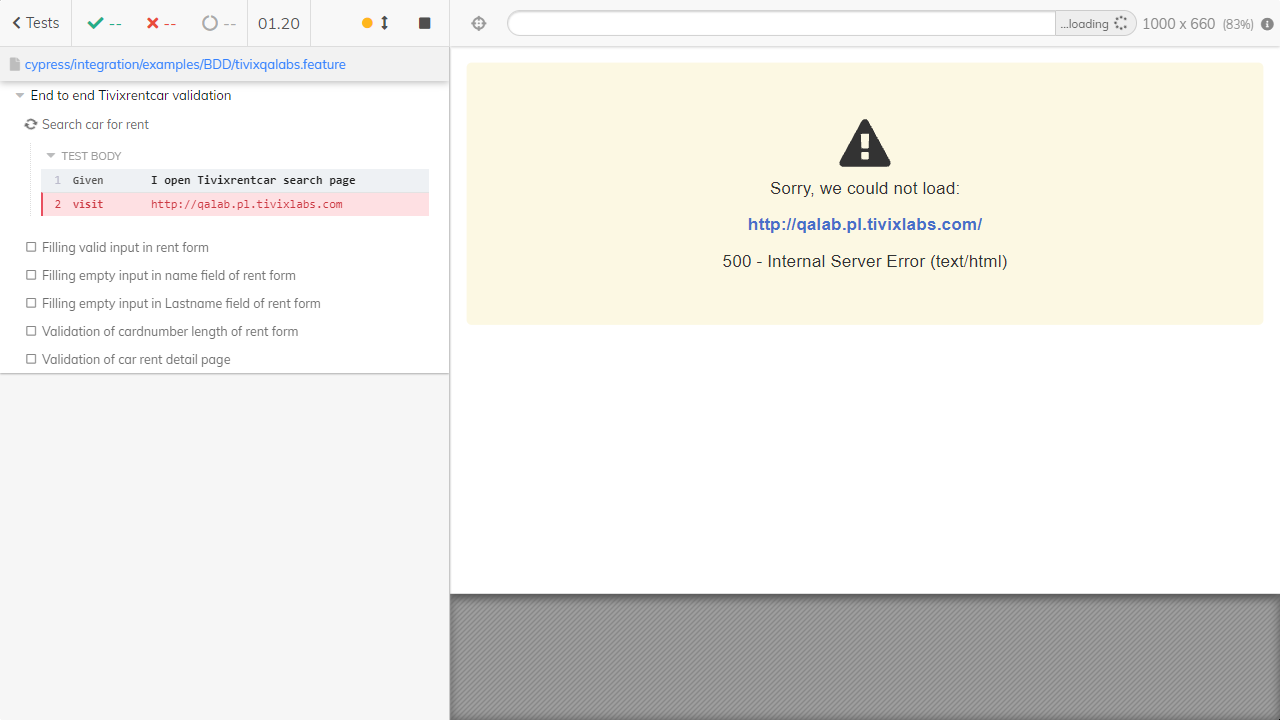 Tests -- -- -- 01.20
...loading 1000 x 660 (83%)
cypress/integration/examples/BDD/tivixqalabs.feature
End to end Tivixrentcar validation
Search car for rent
TEST BODY
1 Given I open Tivixrentcar search page
2 visit http://qalab.pl.tivixlabs.com
Filling valid input in rent form
Filling empty input in name field of rent form
Filling empty input in Lastname field of rent form
Validation of cardnumber length of rent form
Validation of car rent detail page
Sorry, we could not load:
http://qalab.pl.tivixlabs.com/
500 - Internal Server Error (text/html)